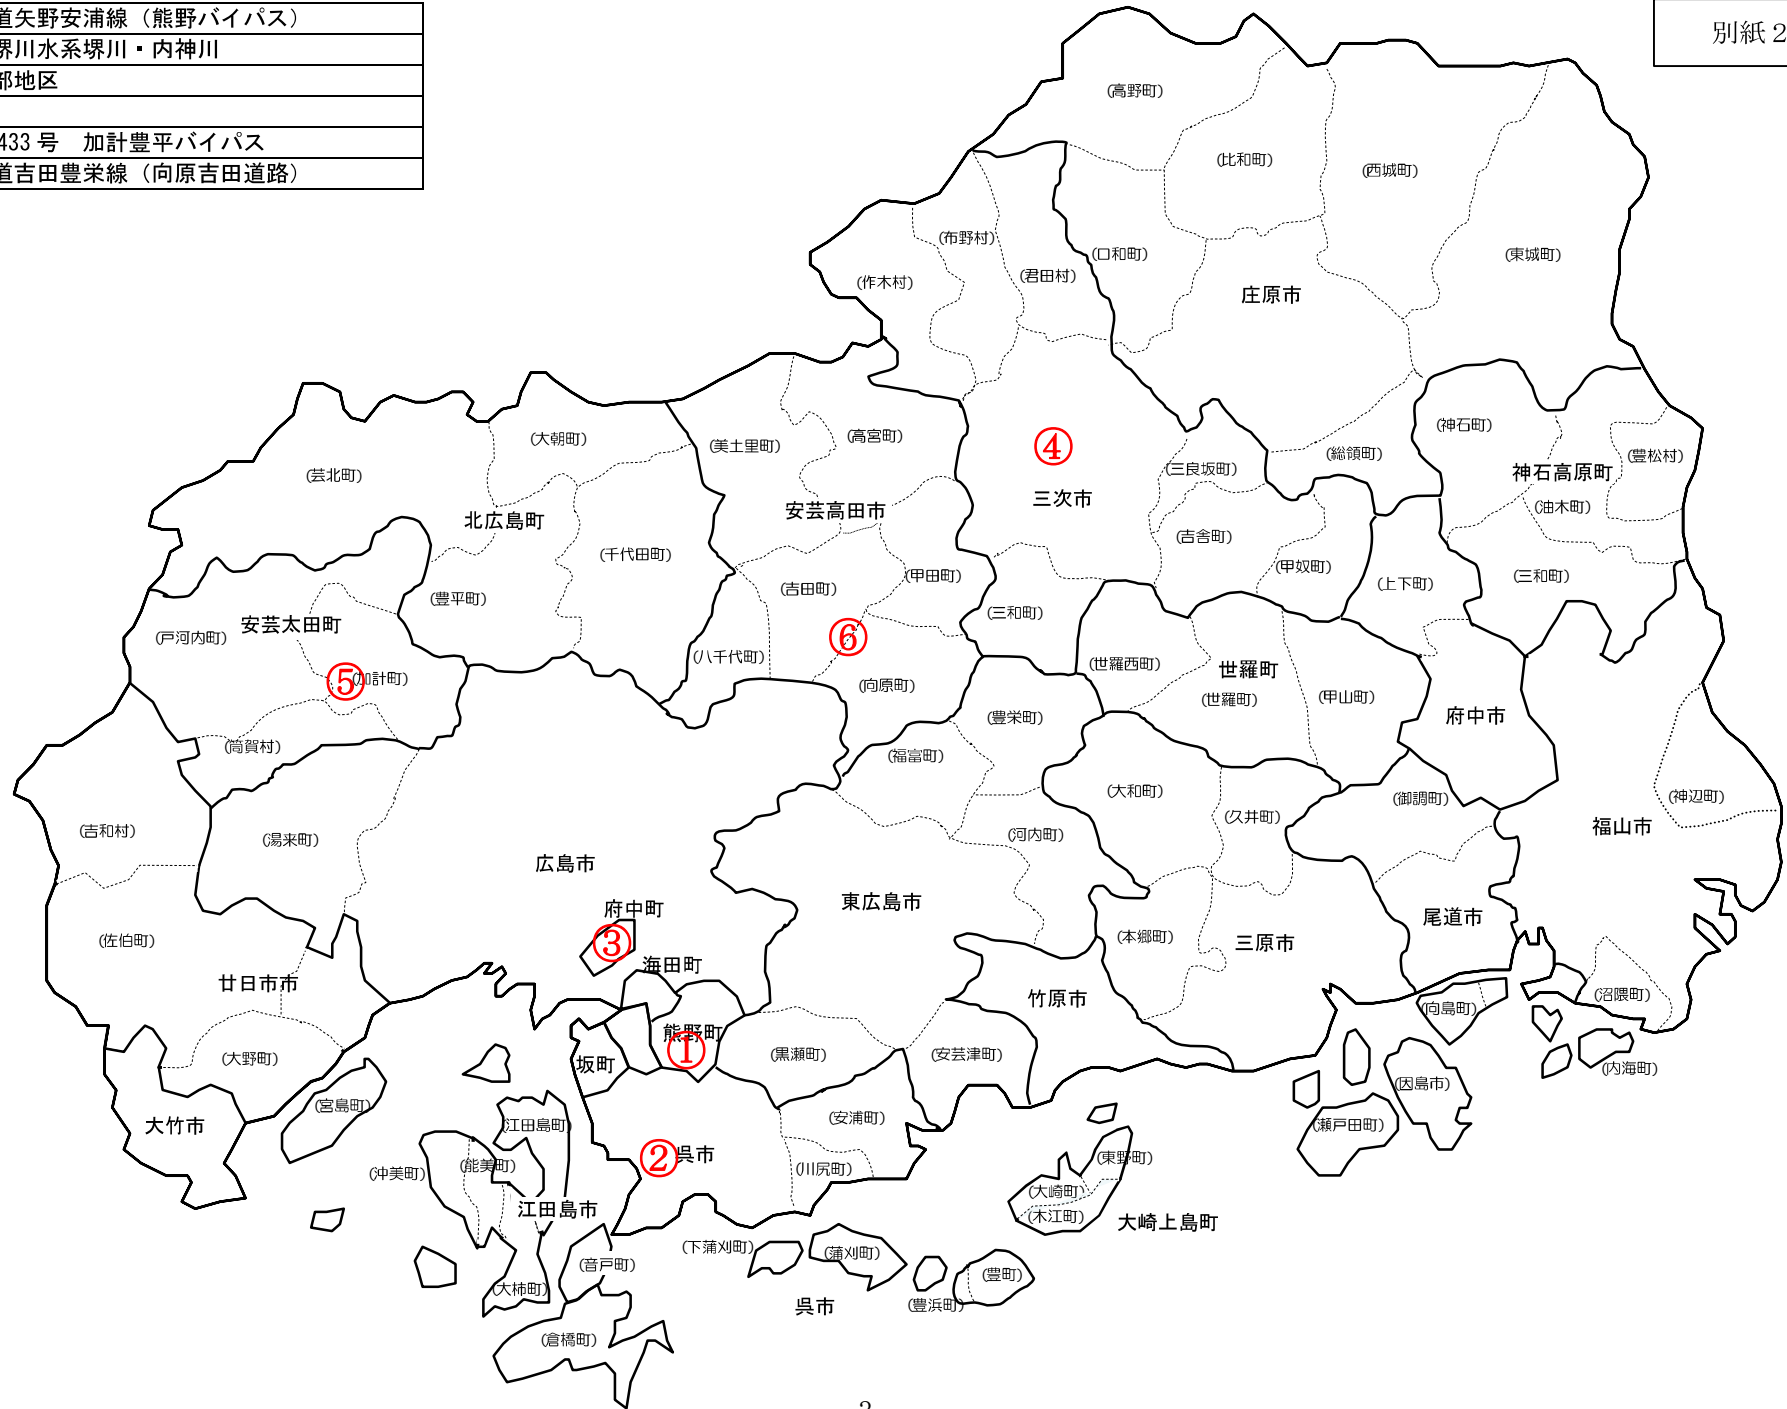 道矢野安浦線（熊野バイパス）
堺川水系堺川・内神川
部地区
433 号　加計豊平バイパス
道吉田豊栄線（向原吉田道路）
別紙２
(高野町)
(比和町)
(西城町)
(布野村)
(口和町)
(東城町)
(君田村)
(作木村)
庄原市
(神石町)
(大朝町)
(美土里町)
(高宮町)
④
(総領町)
(豊松村)
(三良坂町)
(芸北町)
神石高原町
三次市
(油木町)
安芸高田市
北広島町
(吉舎町)
(千代田町)
(甲奴町)
(甲田町)
(三和町)
(上下町)
(吉田町)
(豊平町)
(三和町)
安芸太田町
(戸河内町)
⑥
(八千代町)
(世羅西町)
世羅町
⑤
(加計町)
(向原町)
(世羅町)
(甲山町)
府中市
(豊栄町)
(筒賀村)
(福富町)
(大和町)
(御調町)
(神辺町)
(久井町)
福山市
(吉和村)
(湯来町)
(河内町)
広島市
東広島市
府中町
尾道市
(佐伯町)
③
(本郷町)
三原市
海田町
廿日市市
竹原市
(沼隈町)
(向島町)
熊野町
①
(大野町)
(黒瀬町)
(安芸津町)
坂町
(内海町)
(因島市)
(宮島町)
(安浦町)
大竹市
(江田島町)
(瀬戸田町)
②
呉市
(東野町)
(能美町)
(沖美町)
(川尻町)
(大崎町)
江田島市
(木江町)
大崎上島町
(下蒲刈町)
(蒲刈町)
(音戸町)
(豊町)
(大柿町)
呉市
(豊浜町)
(倉橋町)